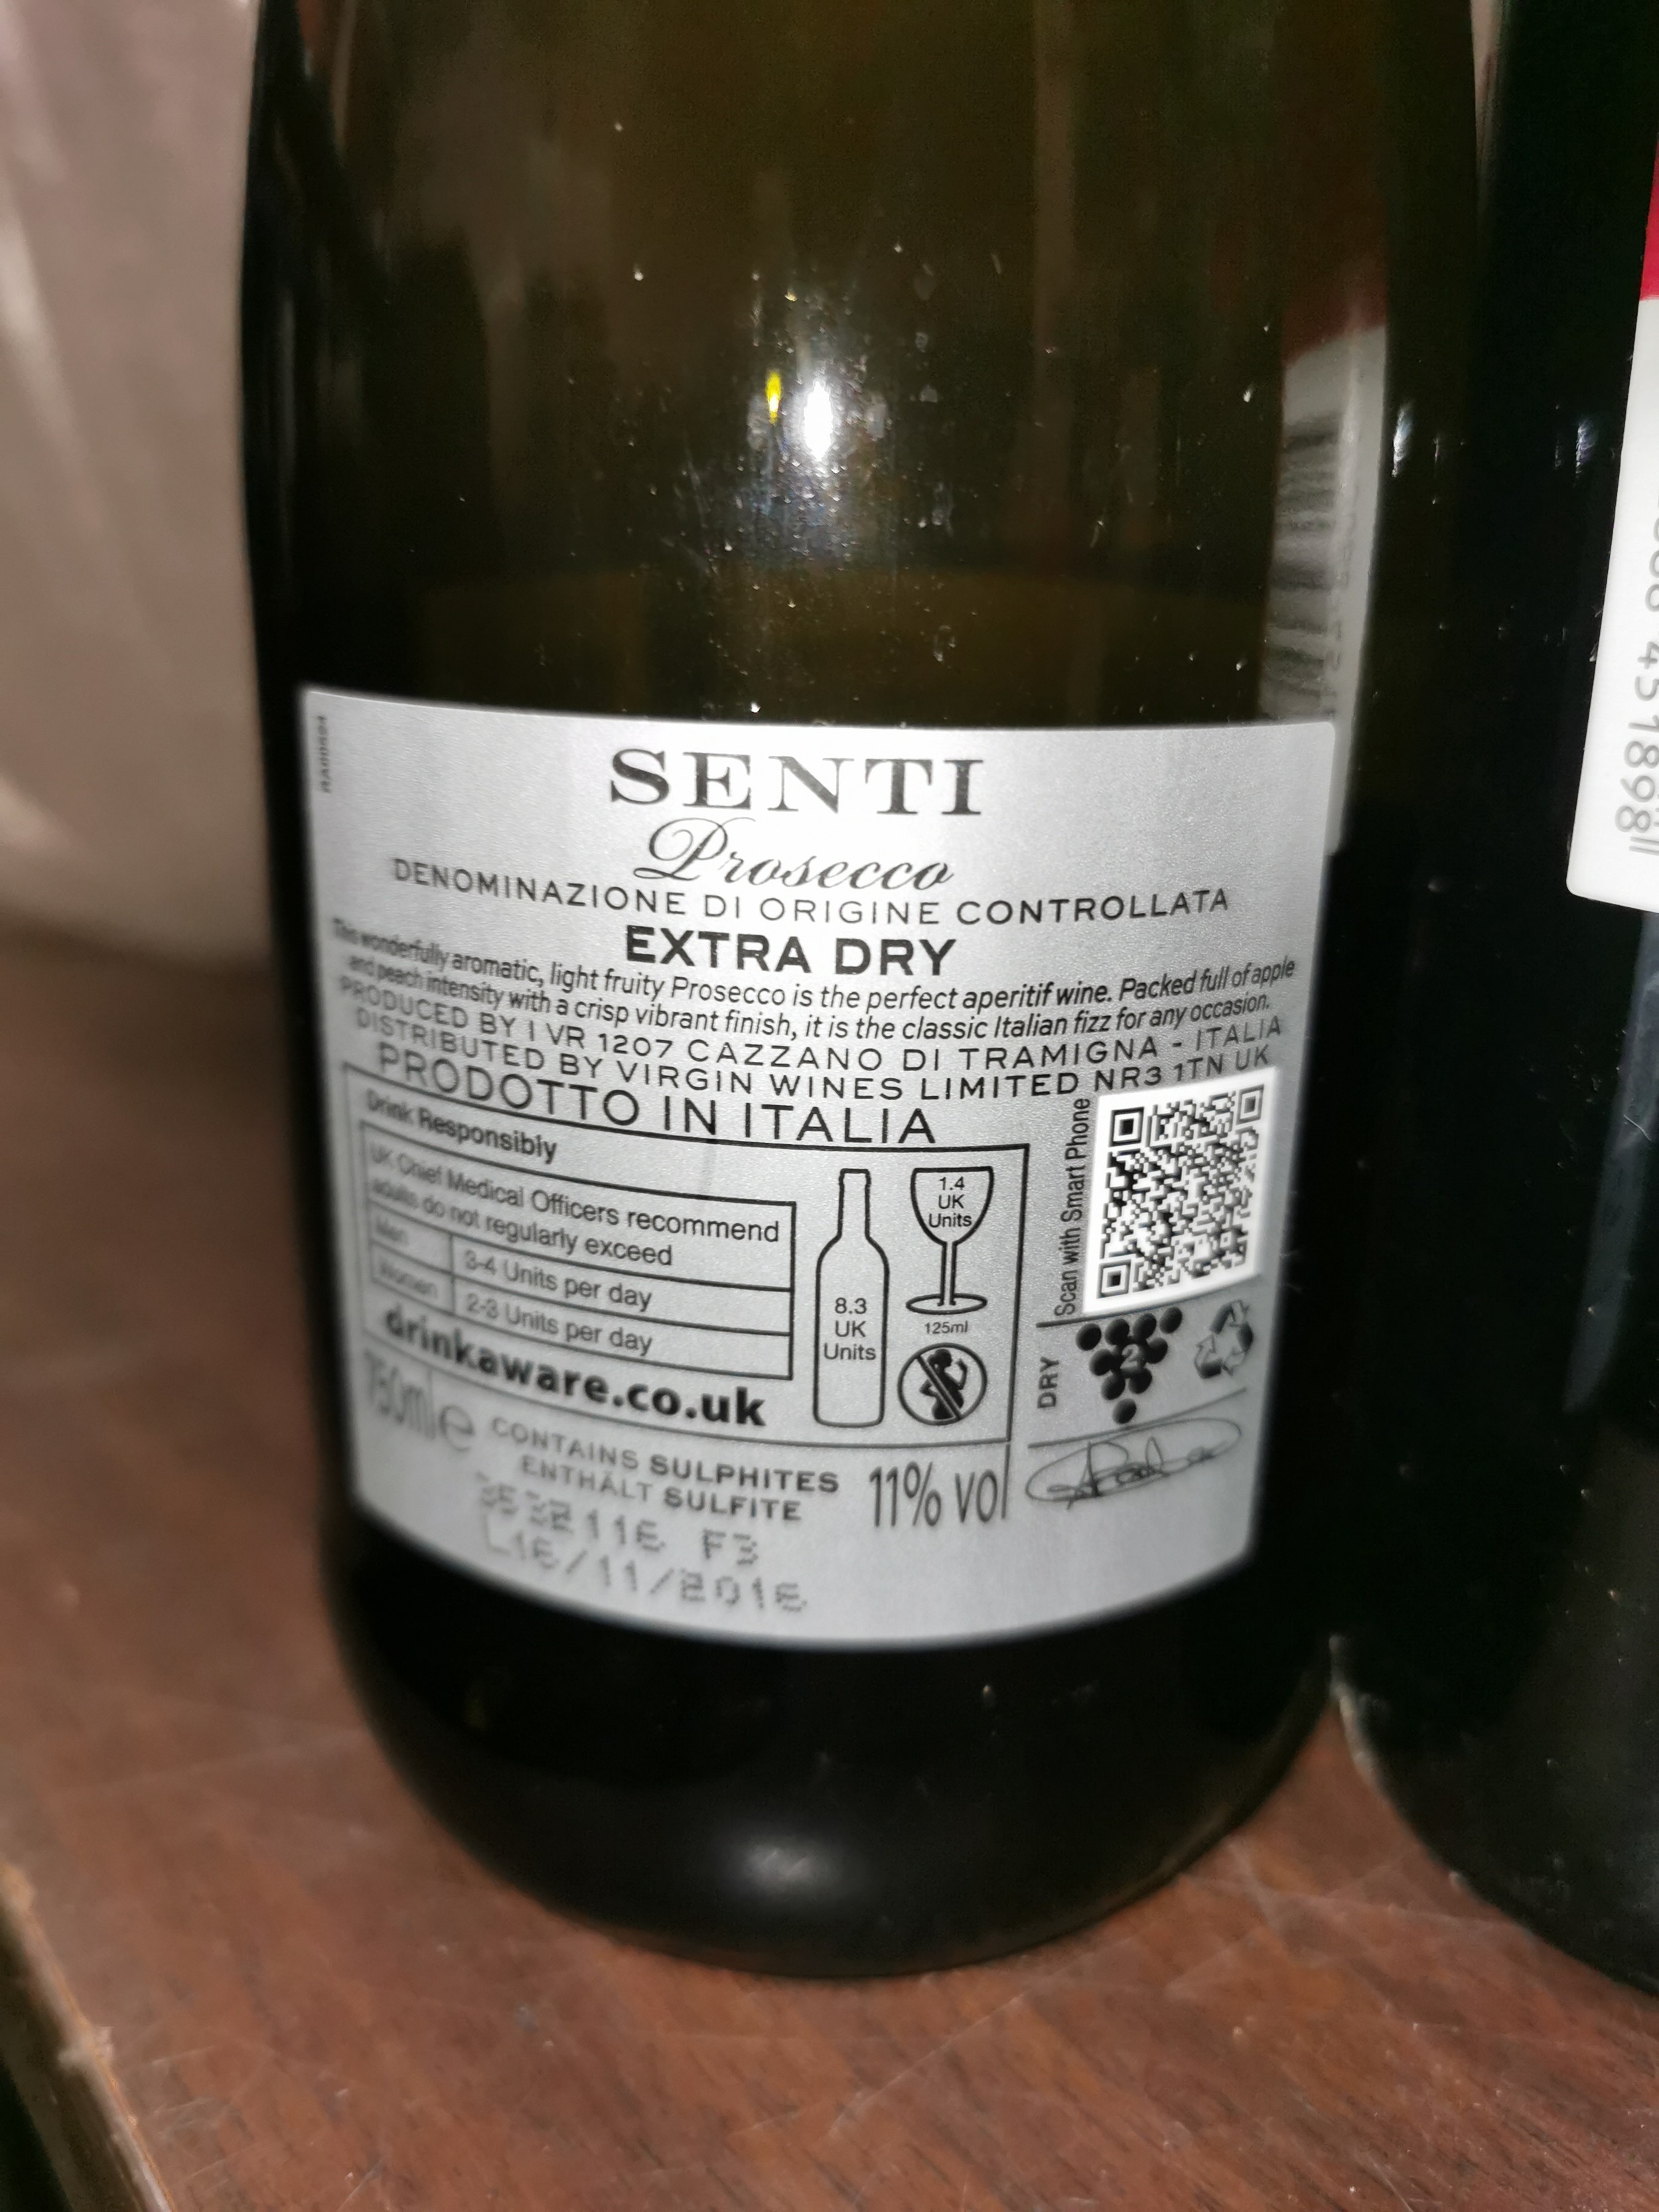 SENTI
Prosecco
DENOMINAZIONE DI ORIGINE CONTROLLATA
EXTRA DRY
This wonderfully aromatic, light fruity Prosecco is the perfect aperitif wine. Packed full of apple
and peach intensity with a crisp vibrant finish, it is the classic Italian fizz for any occasion.
PRODUCED BY I VR 1207 CAZZANO DI TRAMIGNA - ITALIA
DISTRIBUTED BY VIRGIN WINES LIMITED NR3 1TN UK
PRODOTTO IN ITALIA
Drink Responsibly
UK Chief Medical Officers recommend
adults do not regularly exceed
Men 3-4 Units per day
Women 2-3 Units per day
drinkaware.co.uk
8.3
UK
Units
1.4
UK
Units
125ml
Scan with Smart Phone
DRY
2
750ml e
CONTAINS SULPHITES
ENTHÄLT SULFITE
11% vol
11E F3
L16/11/2016
451898